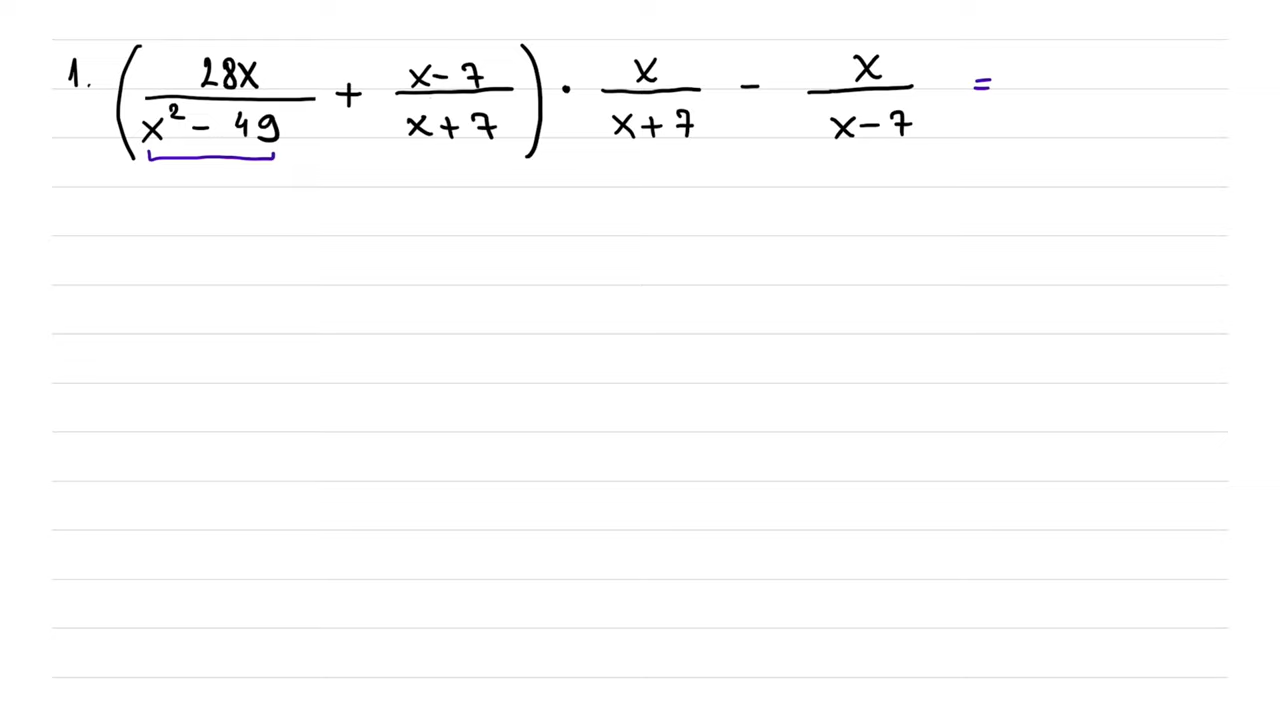 1. (28x/(x² - 49) + (x-7)/(x+7)) · x/(x+7) - x/(x-7) =